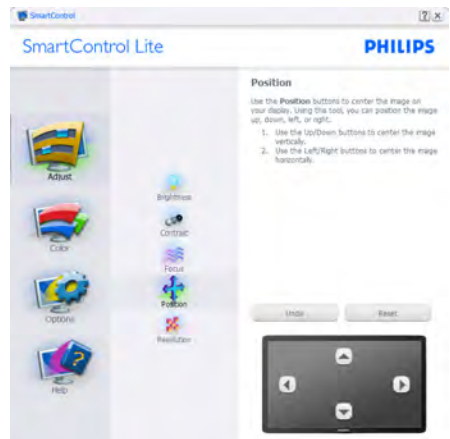 SmartControl
SmartControl Lite
PHILIPS
Adjust
Color
Options
Help
Brightness
Contrast
Focus
Position
Resolution
Position
Use the Position buttons to center the image on
your display. Using this tool, you can position the image
up, down, left, or right.
1. Use the Up/Down buttons to center the image
vertically.
2. Use the Left/Right buttons to center the image
horizontally.
Undo
Reset